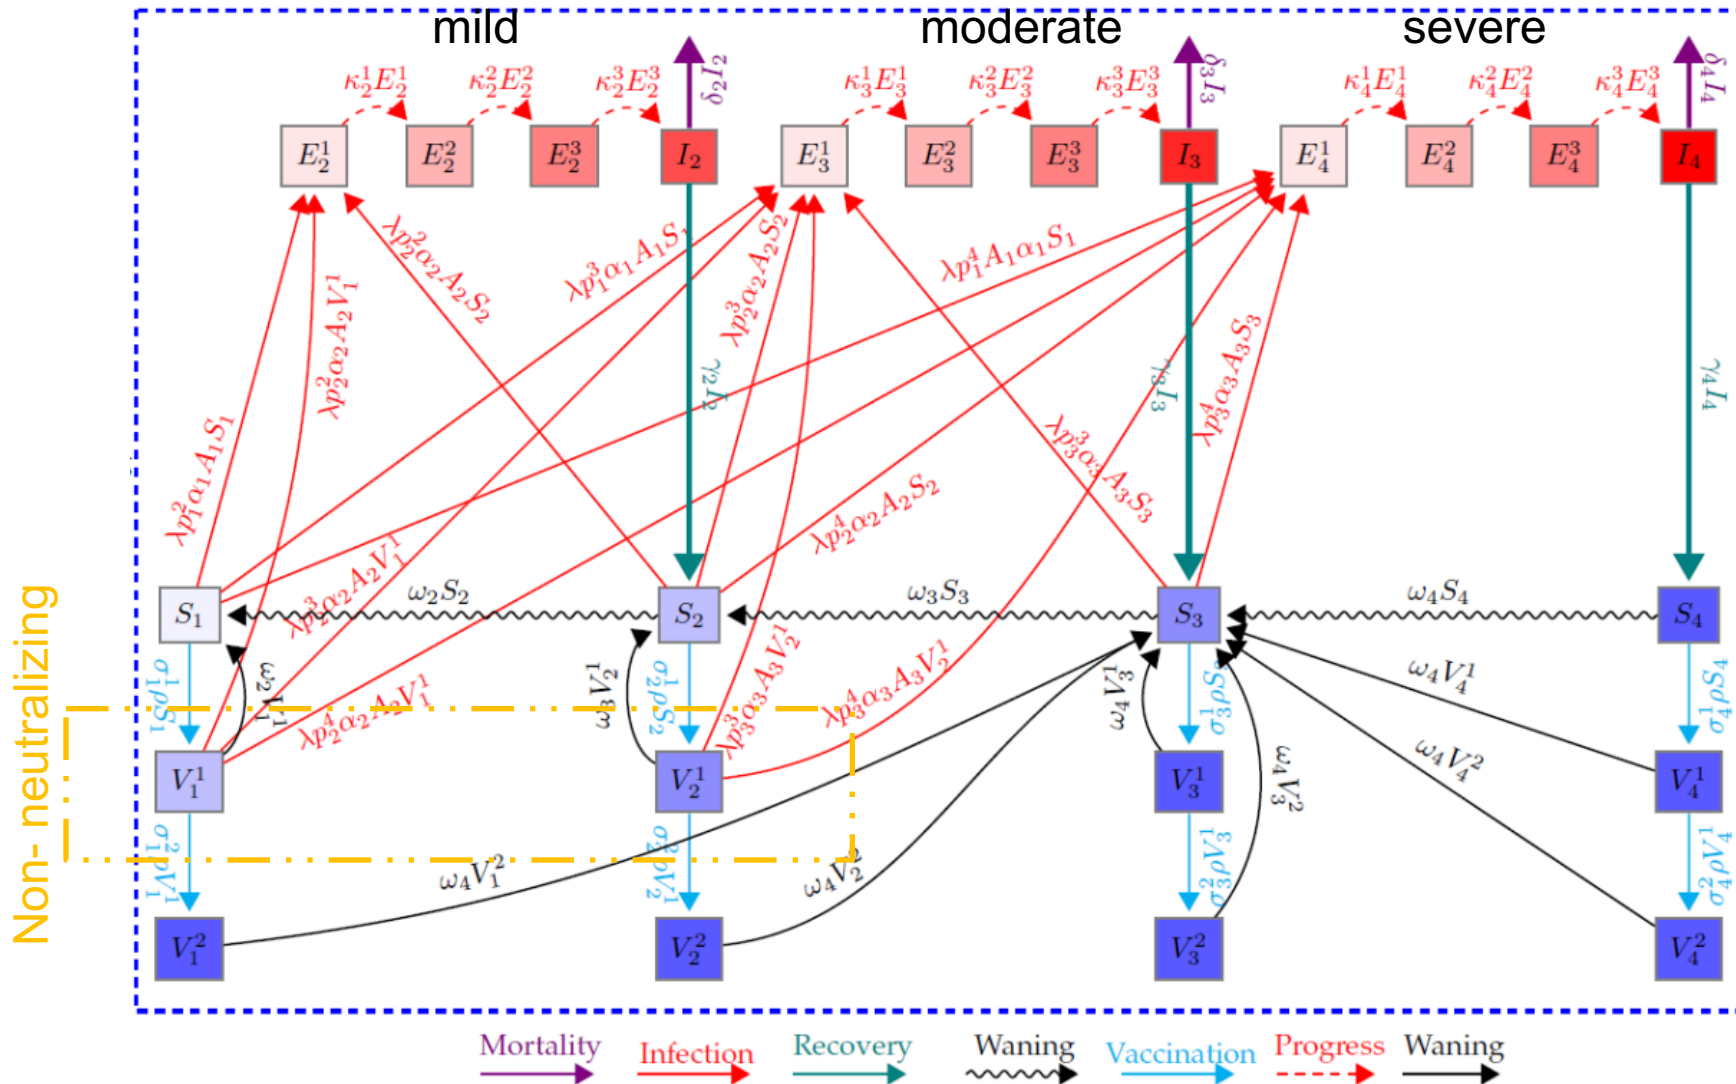 mild moderate severe
δ₂I₂ δ₃I₃ δ₄I₄
κ₂¹E₂¹ κ₂²E₂² κ₂³E₂³ κ₃¹E₃¹ κ₃²E₃² κ₃³E₃³ κ₄¹E₄¹ κ₄²E₄² κ₄³E₄³
E₂¹ E₂² E₂³ I₂ E₃¹ E₃² E₃³ I₃ E₄¹ E₄² E₄³ I₄
λp₁²α₁A₁S₁
λp₂²α₂A₂V₁¹
λp₂²α₂A₂S₂
λp₁³α₁A₁S₁
λp₂³α₂A₂S₂
λp₁⁴A₁α₁S₁
λp₂³α₂A₂V₁¹
λp₂⁴α₂A₂S₂
λp₃³α₃A₃S₃
λp₃⁴α₃A₃S₃
γ₂I₂ γ₃I₃ γ₄I₄
S₁ ω₂S₂ S₂ ω₃S₃ S₃ ω₄S₄ S₄
σ₁¹ρS₁ ω₂V₁¹ λp₂⁴α₂A₂V₁¹ ω₃V₂¹ σ₂¹ρS₂ λp₃³α₃A₃V₂¹ λp₃⁴α₃A₃V₂¹ ω₄V₃¹ σ₃¹ρS₃ ω₄V₄¹ σ₄¹ρS₄
Non- neutralizing
V₁¹ V₂¹ V₃¹ ω₄V₃² ω₄V₄² V₄¹
σ₁²ρV₁¹ ω₄V₁² σ₂²ρV₂¹ ω₄V₂² σ₃²ρV₃¹ σ₄²ρV₄¹
V₁² V₂² V₃² V₄²
Mortality Infection Recovery Waning Vaccination Progress Waning